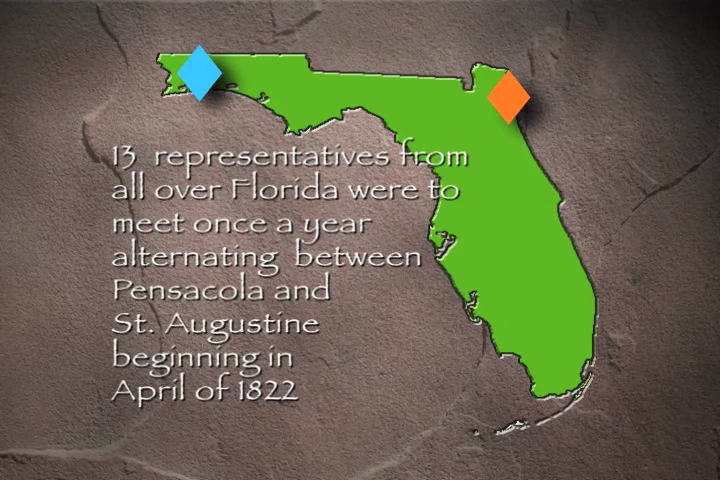 13 representatives from
all over Florida were to
meet once a year
alternating between
Pensacola and
St. Augustine
beginning in
April of 1822